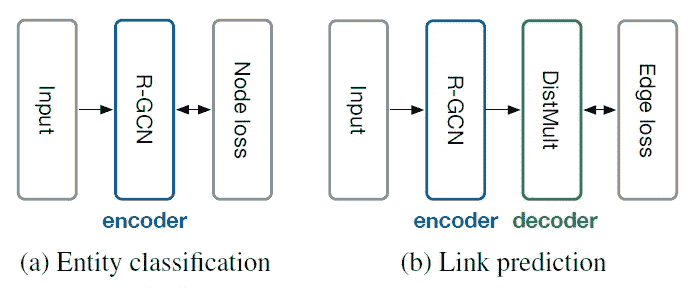 Input
R-GCN
Node loss
encoder
(a) Entity classification
Input
R-GCN
DistMult
Edge loss
encoder
decoder
(b) Link prediction